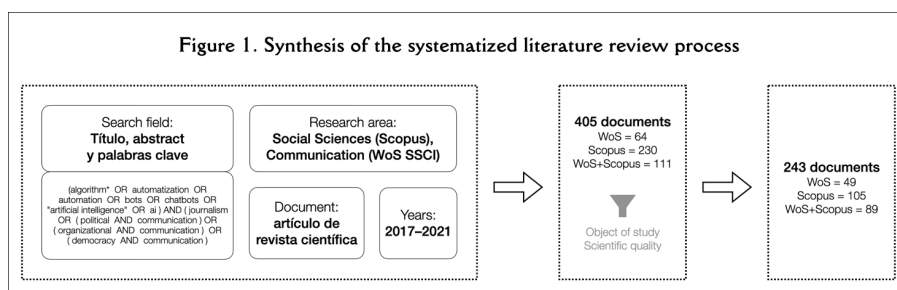 Figure 1. Synthesis of the systematized literature review process
Search field:
Título, abstract
y palabras clave
(algorithm* OR automatization OR
automation OR bots OR chatbots OR
"artificial intelligence" OR ai ) AND ( journalism
OR ( political AND communication ) OR
( organizational AND communication ) OR
( democracy AND communication )
Research area:
Social Sciences (Scopus),
Communication (WoS SSCI)
Document:
artículo de
revista científica
Years:
2017–2021
405 documents
WoS = 64
Scopus = 230
WoS+Scopus = 111
Object of study
Scientific quality
243 documents
WoS = 49
Scopus = 105
WoS+Scopus = 89